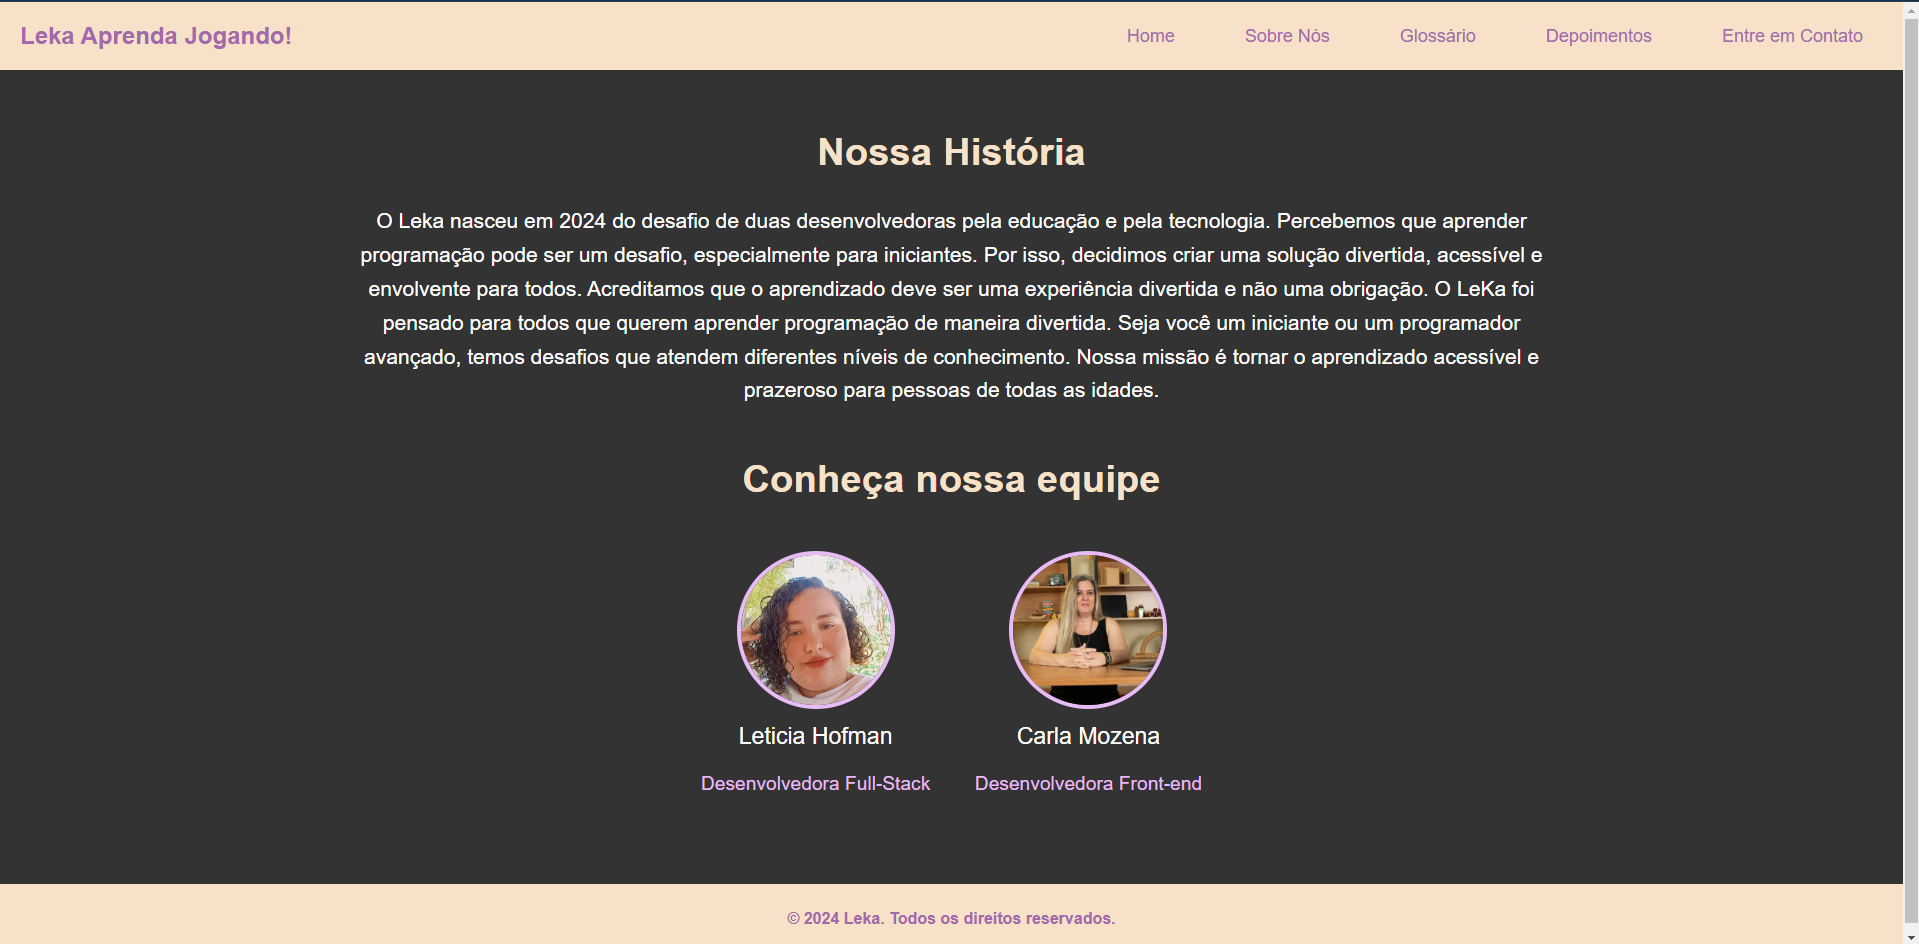 Leka Aprenda Jogando!
Home
Sobre Nós
Glossário
Depoimentos
Entre em Contato
Nossa História
O Leka nasceu em 2024 do desafio de duas desenvolvedoras pela educação e pela tecnologia. Percebemos que aprender
programação pode ser um desafio, especialmente para iniciantes. Por isso, decidimos criar uma solução divertida, acessível e
envolvente para todos. Acreditamos que o aprendizado deve ser uma experiência divertida e não uma obrigação. O LeKa foi
pensado para todos que querem aprender programação de maneira divertida. Seja você um iniciante ou um programador
avançado, temos desafios que atendem diferentes níveis de conhecimento. Nossa missão é tornar o aprendizado acessível e
prazeroso para pessoas de todas as idades.
Conheça nossa equipe
Leticia Hofman
Desenvolvedora Full-Stack
Carla Mozena
Desenvolvedora Front-end
© 2024 Leka. Todos os direitos reservados.